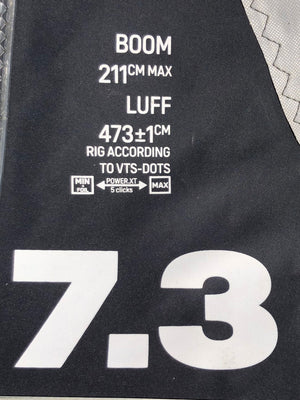 BOOM
211CM MAX
LUFF
473±1CM
RIG ACCORDING
TO VTS-DOTS
MIN + FOIL POWER.XT 5 clicks MAX
7.3